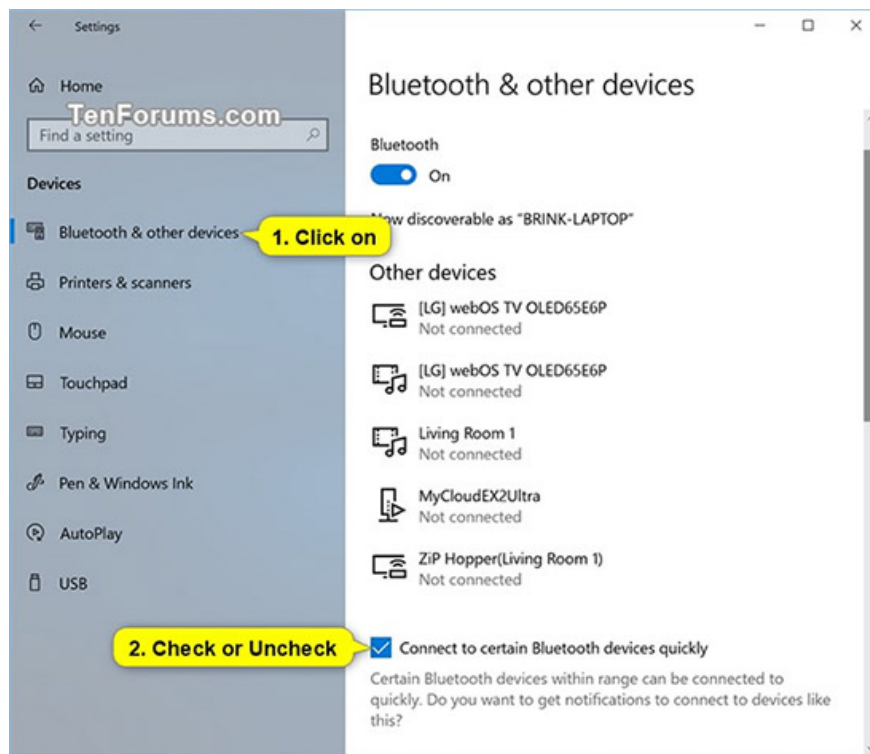 Settings
Home
TenForums.com
Find a setting
Devices
Bluetooth & other devices
1. Click on
Printers & scanners
Mouse
Touchpad
Typing
Pen & Windows Ink
AutoPlay
USB
Bluetooth & other devices
Bluetooth
On
Now discoverable as "BRINK-LAPTOP"
Other devices
[LG] webOS TV OLED65E6P
Not connected
[LG] webOS TV OLED65E6P
Not connected
Living Room 1
Not connected
MyCloudEX2Ultra
Not connected
ZiP Hopper(Living Room 1)
Not connected
2. Check or Uncheck
Connect to certain Bluetooth devices quickly
Certain Bluetooth devices within range can be connected to
quickly. Do you want to get notifications to connect to devices like
this?